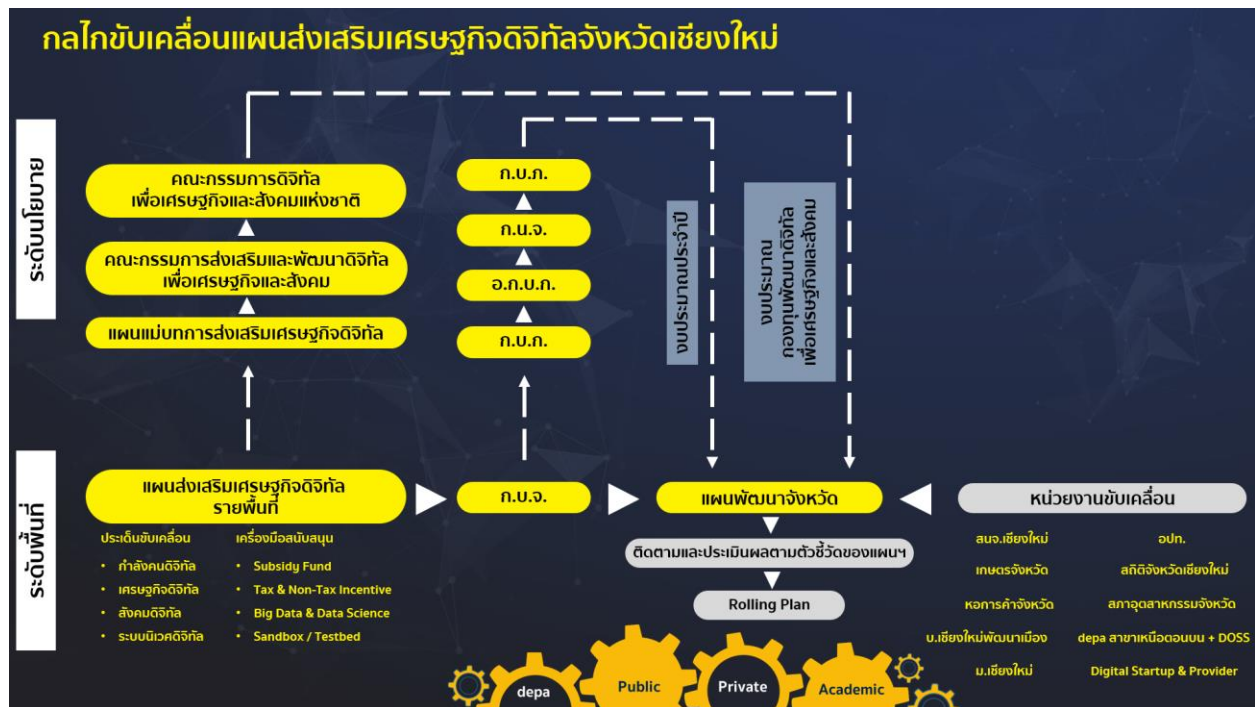 กลไกขับเคลื่อนแผนส่งเสริมเศรษฐกิจดิจิทัลจังหวัดเชียงใหม่
ระดับนโยบาย
คณะกรรมการดิจิทัล
เพื่อเศรษฐกิจและสังคมแห่งชาติ
คณะกรรมการส่งเสริมและพัฒนาดิจิทัล
เพื่อเศรษฐกิจและสังคม
แผนแม่บทการส่งเสริมเศรษฐกิจดิจิทัล
ก.บ.ภ.
ก.น.จ.
อ.ก.บ.ภ.
ก.บ.ก.
งบประมาณประจำปี
งบประมาณ
กองทุนพัฒนาดิจิทัล
เพื่อเศรษฐกิจและสังคม
ระดับพื้นที่
แผนส่งเสริมเศรษฐกิจดิจิทัล
รายพื้นที่
ประเด็นขับเคลื่อน
• กำลังคนดิจิทัล
• เศรษฐกิจดิจิทัล
• สังคมดิจิทัล
• ระบบนิเวศดิจิทัล
เครื่องมือสนับสนุน
• Subsidy Fund
• Tax & Non-Tax Incentive
• Big Data & Data Science
• Sandbox / Testbed
ก.บ.จ.
แผนพัฒนาจังหวัด
ติดตามและประเมินผลตามตัวชี้วัดของแผนฯ
Rolling Plan
หน่วยงานขับเคลื่อน
สนจ.เชียงใหม่
อปท.
เกษตรจังหวัด
สถิติจังหวัดเชียงใหม่
หอการค้าจังหวัด
สภาอุตสาหกรรมจังหวัด
บ.เชียงใหม่พัฒนาเมือง
depa สาขาเหนือตอนบน + DOSS
ม.เชียงใหม่
Digital Startup & Provider
depa
Public
Private
Academic